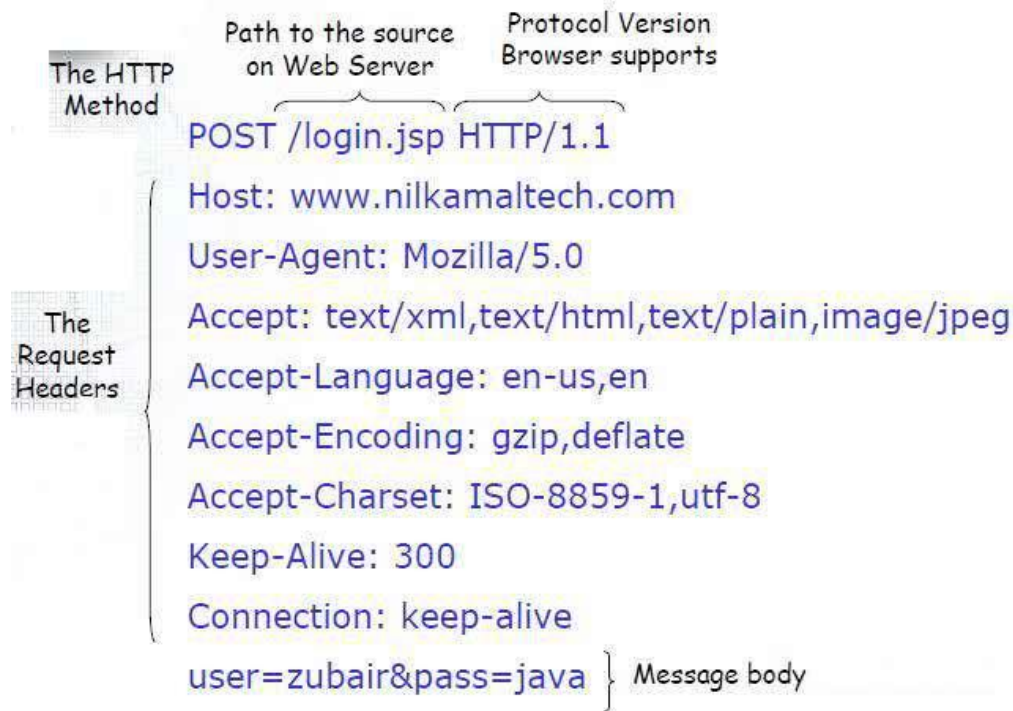 Path to the source
on Web Server
Protocol Version
Browser supports
The HTTP
Method
POST /login.jsp HTTP/1.1
Host: www.nilkamaltech.com
User-Agent: Mozilla/5.0
Accept: text/xml,text/html,text/plain,image/jpeg
Accept-Language: en-us,en
Accept-Encoding: gzip,deflate
Accept-Charset: ISO-8859-1,utf-8
Keep-Alive: 300
Connection: keep-alive
The
Request
Headers
user=zubair&pass=java
Message body